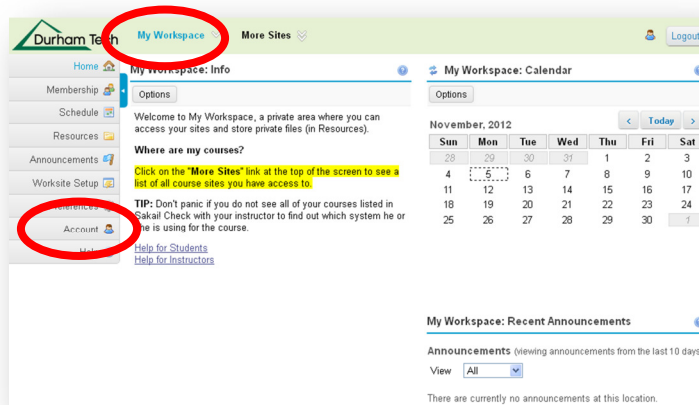 Durham Tech
My Workspace
More Sites
Logout
Home
Membership
Schedule
Resources
Announcements
Worksite Setup
Preferences
Account
Help
My Workspace: Info
Options
Welcome to My Workspace, a private area where you can
access your sites and store private files (in Resources).
Where are my courses?
Click on the "More Sites" link at the top of the screen to see a
list of all course sites you have access to.
TIP: Don't panic if you do not see all of your courses listed in
Sakai! Check with your instructor to find out which system he or
she is using for the course.
Help for Students
Help for Instructors
My Workspace: Calendar
Options
November, 2012
< Today >
Sun Mon Tue Wed Thu Fri Sat
28 29 30 31 1 2 3
4 5 6 7 8 9 10
11 12 13 14 15 16 17
18 19 20 21 22 23 24
25 26 27 28 29 30 1
My Workspace: Recent Announcements
Announcements (viewing announcements from the last 10 days
View All
There are currently no announcements at this location.